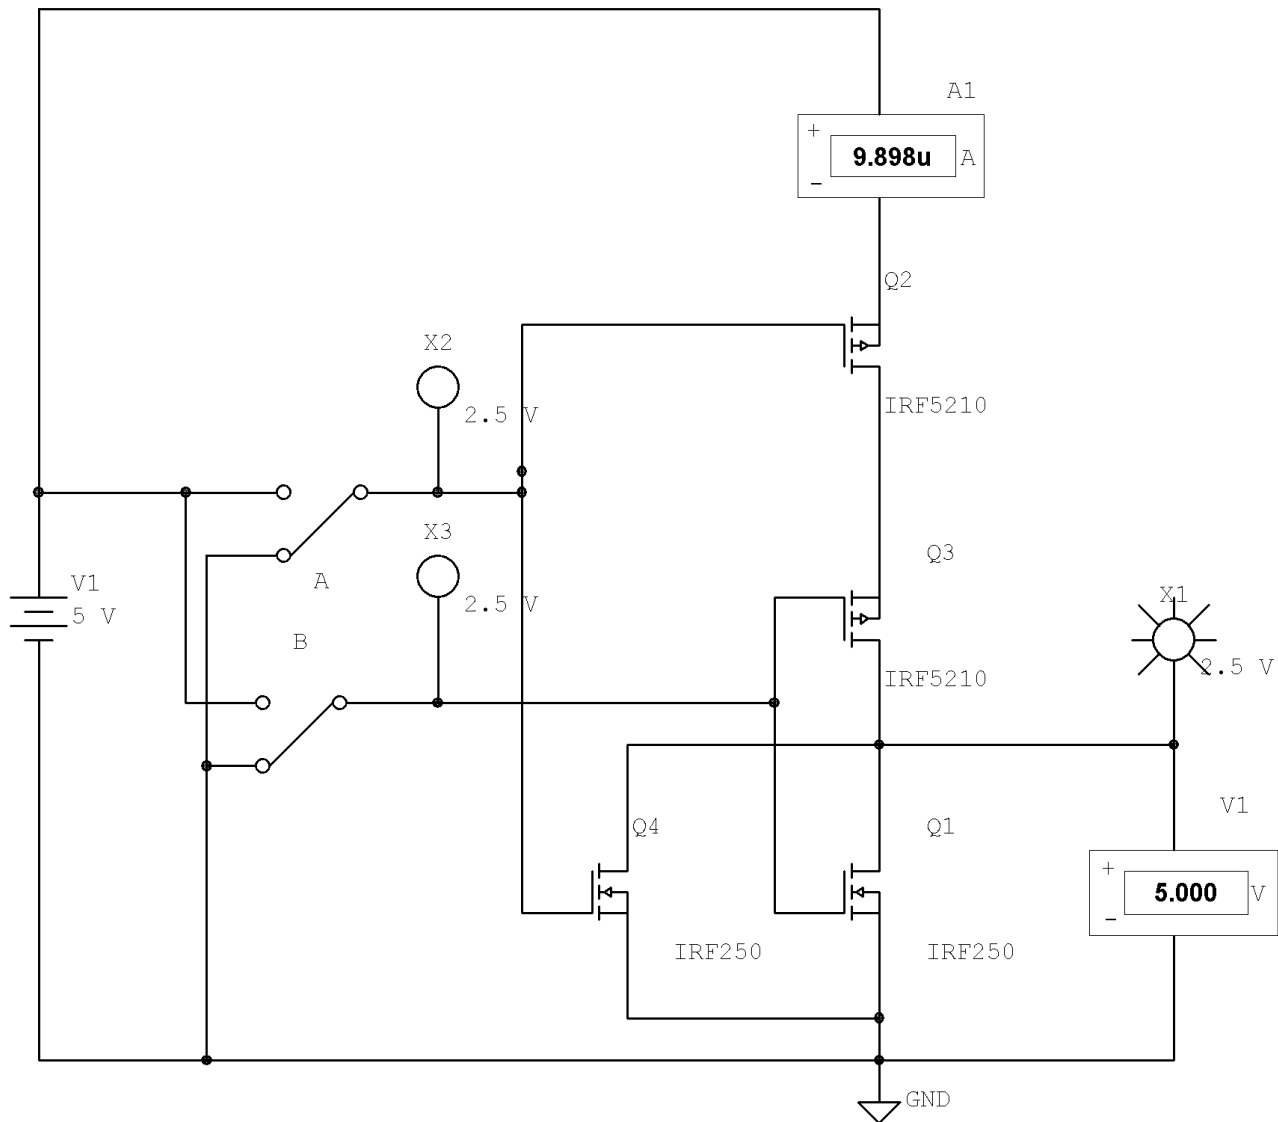 A1
+
9.898u A
−
Q2
X2
2.5 V
IRF5210
X3
2.5 V
Q3
A
V1
5 V
B
X1
2.5 V
IRF5210
Q4
Q1
V1
+
5.000 V
−
IRF250
IRF250
GND